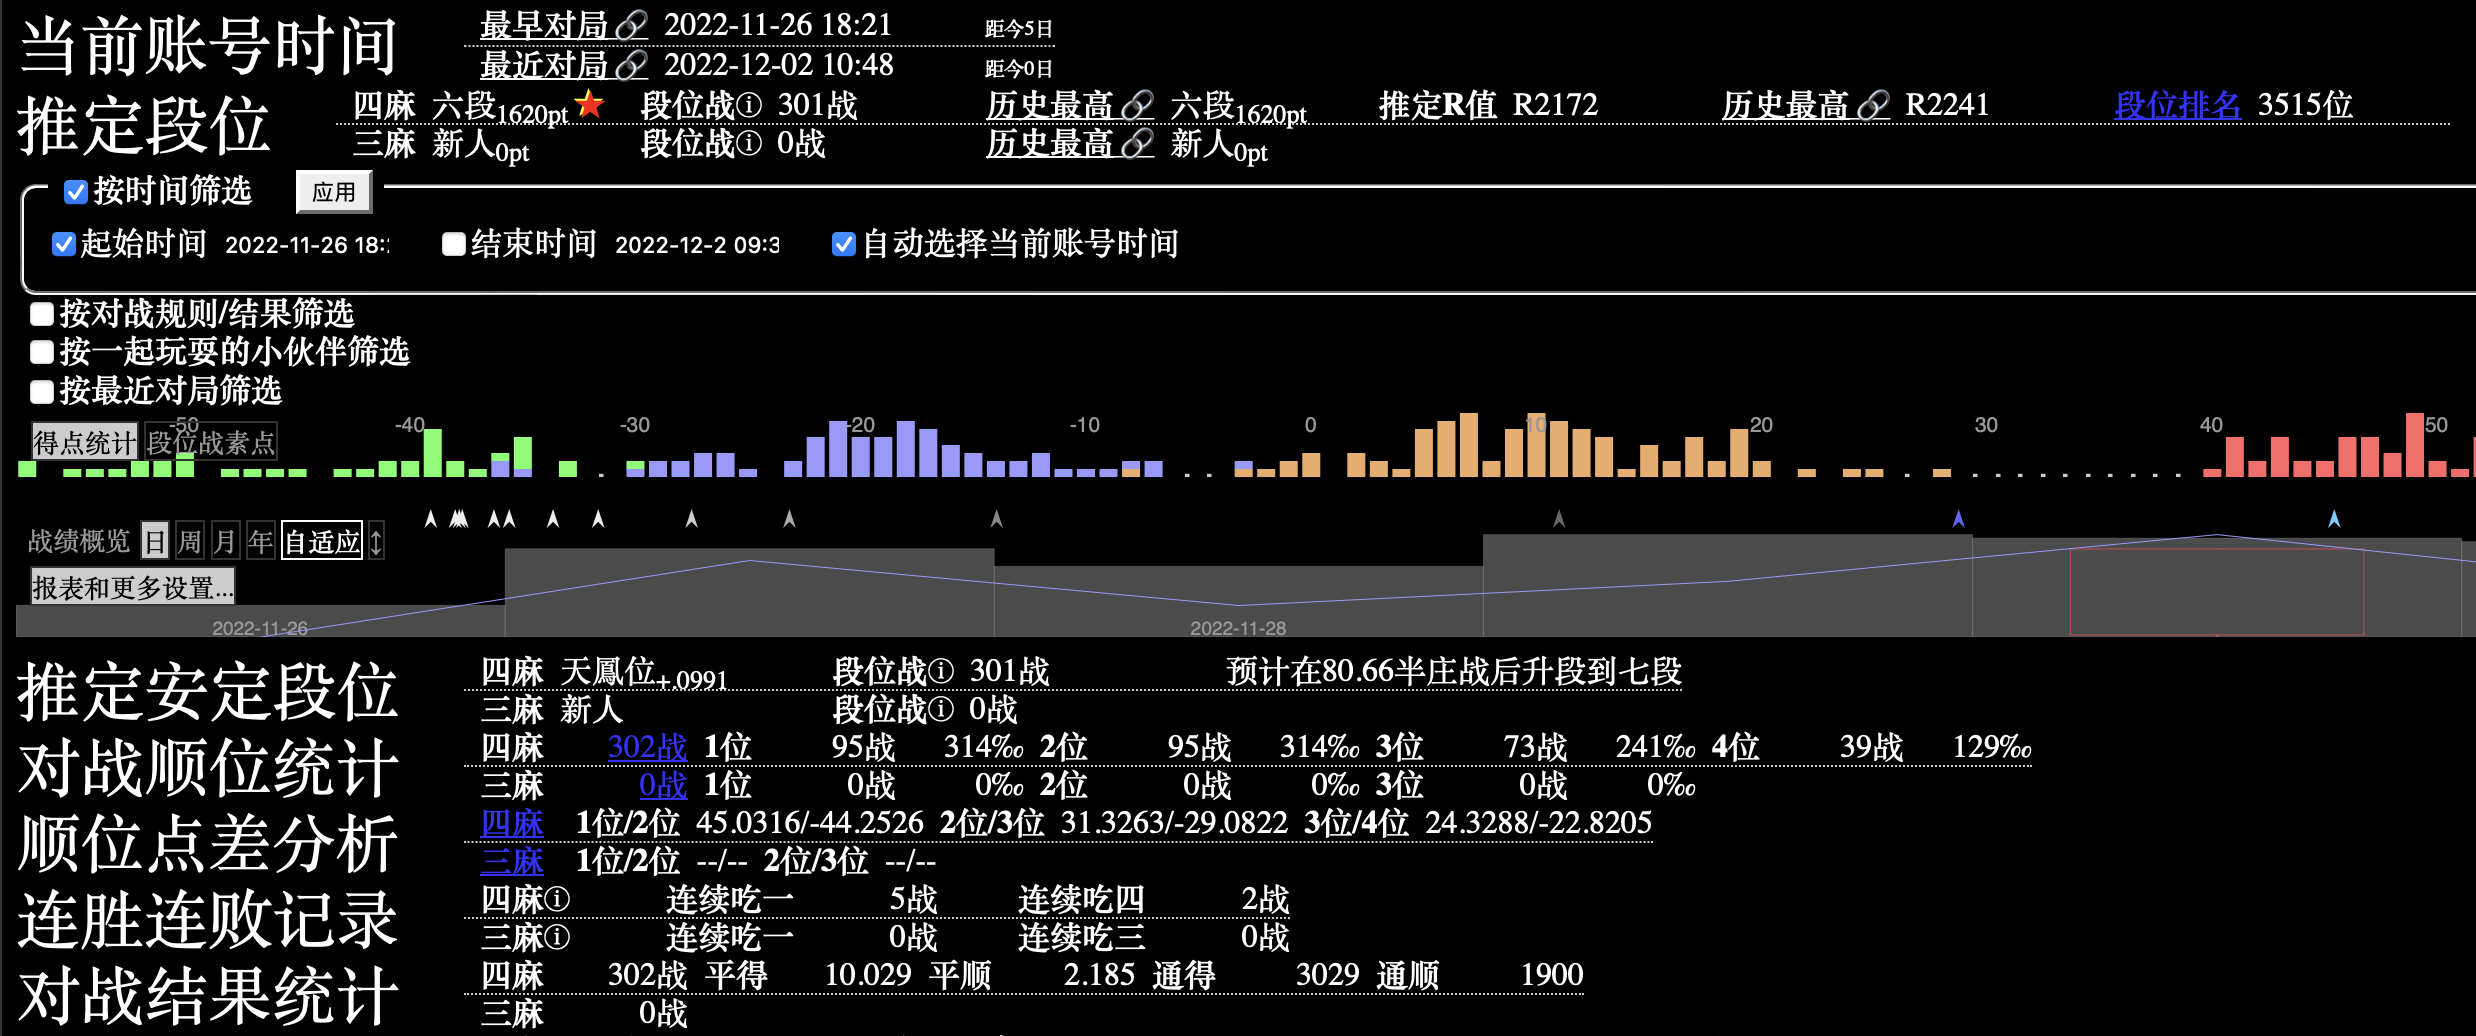 当前账号时间
最早对局🔗 2022-11-26 18:21 距今5日
最近对局🔗 2022-12-02 10:48 距今0日
推定段位
四麻 六段1620pt⭐ 段位战ⓘ 301战 历史最高🔗 六段1620pt 推定R值 R2172 历史最高🔗 R2241 段位排名 3515位
三麻 新人0pt 段位战ⓘ 0战 历史最高🔗 新人0pt
按时间筛选 应用
起始时间 2022-11-26 18: 结束时间 2022-12-2 09:3 自动选择当前账号时间
按对战规则/结果筛选
按一起玩耍的小伙伴筛选
按最近对局筛选
-50 -40 -30 -20 -10 0 10 20 30 40 50
得点统计 段位战素点
战绩概览 日 周 月 年 自适应 ↕
报表和更多设置...
2022-11-26 2022-11-28
推定安定段位
四麻 天鳳位+.0991 段位战ⓘ 301战 预计在80.66半庄战后升段到七段
三麻 新人 段位战ⓘ 0战
对战顺位统计
四麻 302战 1位 95战 314‰ 2位 95战 314‰ 3位 73战 241‰ 4位 39战 129‰
三麻 0战 1位 0战 0‰ 2位 0战 0‰ 3位 0战 0‰
顺位点差分析
四麻 1位/2位 45.0316/-44.2526 2位/3位 31.3263/-29.0822 3位/4位 24.3288/-22.8205
三麻 1位/2位 --/-- 2位/3位 --/--
连胜连败记录
四麻ⓘ 连续吃一 5战 连续吃四 2战
三麻ⓘ 连续吃一 0战 连续吃三 0战
对战结果统计
四麻 302战 平得 10.029 平顺 2.185 通得 3029 通顺 1900
三麻 0战